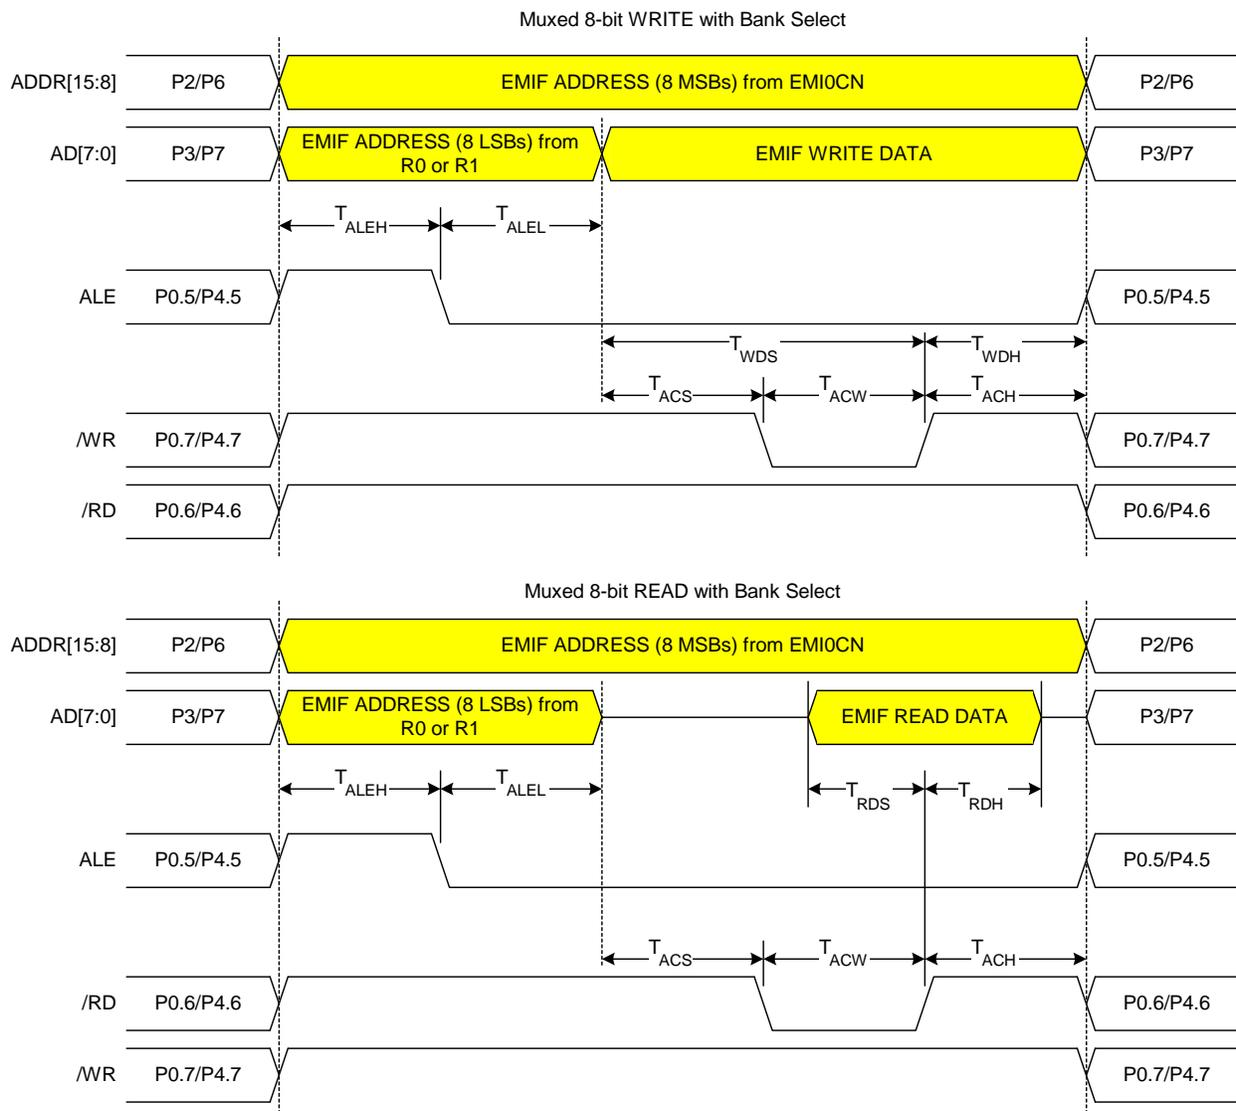 Muxed 8-bit WRITE with Bank Select
ADDR[15:8] P2/P6 EMIF ADDRESS (8 MSBs) from EMI0CN P2/P6
AD[7:0] P3/P7 EMIF ADDRESS (8 LSBs) from
R0 or R1 EMIF WRITE DATA P3/P7
TALEH TALEL
ALE P0.5/P4.5 P0.5/P4.5
TWDS TWDH
TACS TACW TACH
/WR P0.7/P4.7 P0.7/P4.7
/RD P0.6/P4.6 P0.6/P4.6
Muxed 8-bit READ with Bank Select
ADDR[15:8] P2/P6 EMIF ADDRESS (8 MSBs) from EMI0CN P2/P6
AD[7:0] P3/P7 EMIF ADDRESS (8 LSBs) from
R0 or R1 EMIF READ DATA P3/P7
TALEH TALEL TRDS TRDH
ALE P0.5/P4.5 P0.5/P4.5
TACS TACW TACH
/RD P0.6/P4.6 P0.6/P4.6
/WR P0.7/P4.7 P0.7/P4.7